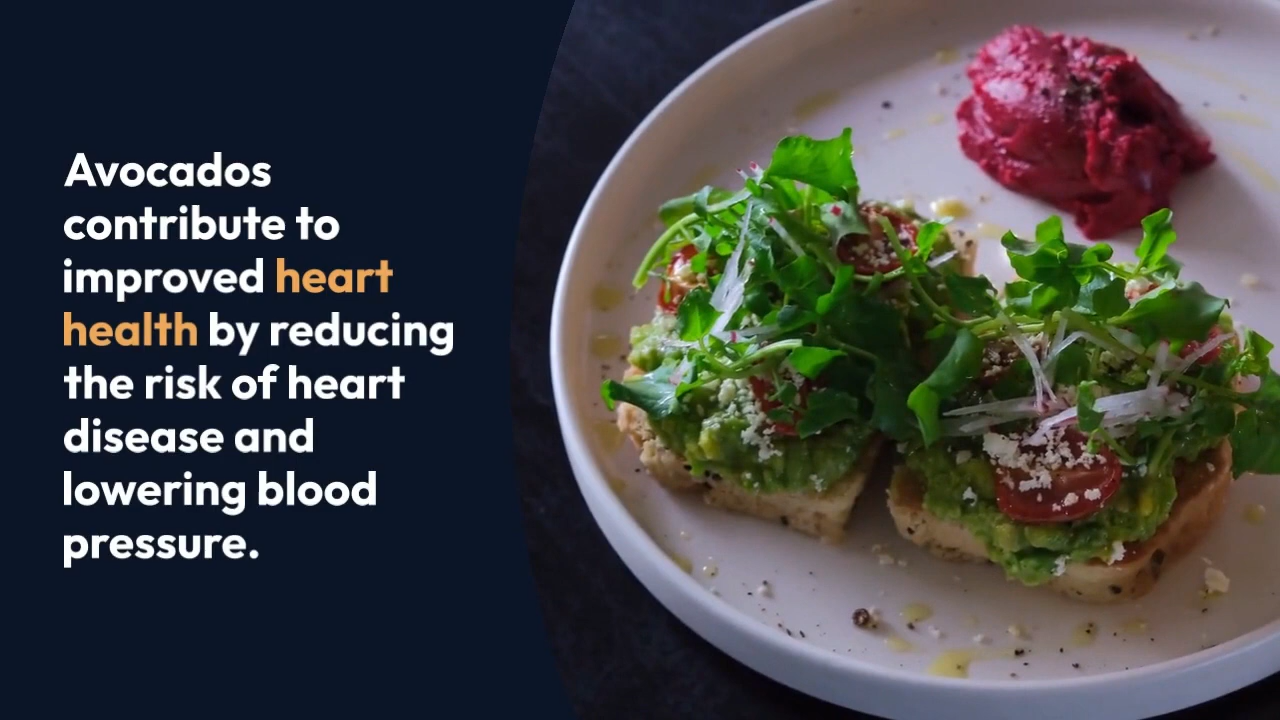 Avocados
contribute to
improved heart
health by reducing
the risk of heart
disease and
lowering blood
pressure.